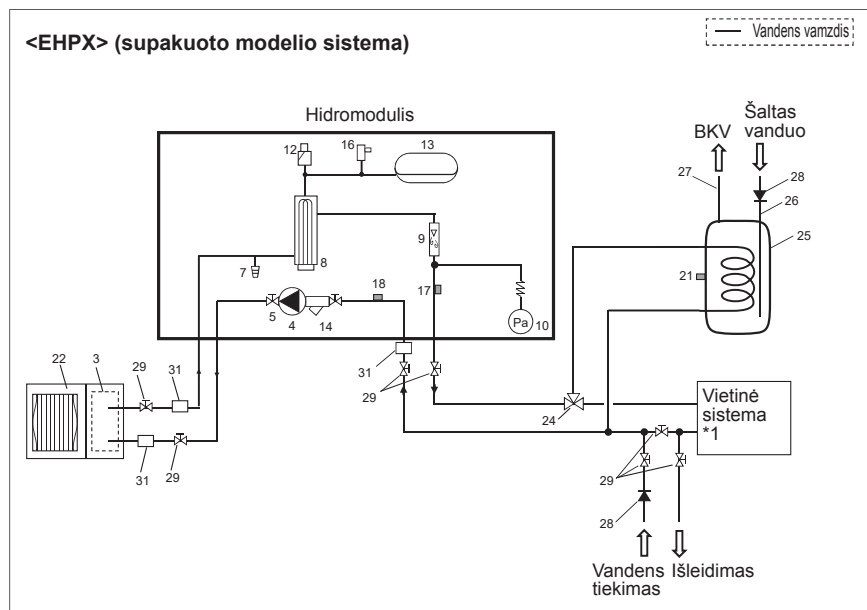 <EHPX> (supakuoto modelio sistema)
Vandens vamzdis
Hidromodulis
BKV
Šaltas
vanduo
12
16
13
27
28
26
25
7
8
9
21
18
17
5
4
14
Pa
10
22
3
29
31
31
29
24
Vietinė
sistema
*1
31
29
29
28
Vandens
tiekimas
Išleidimas